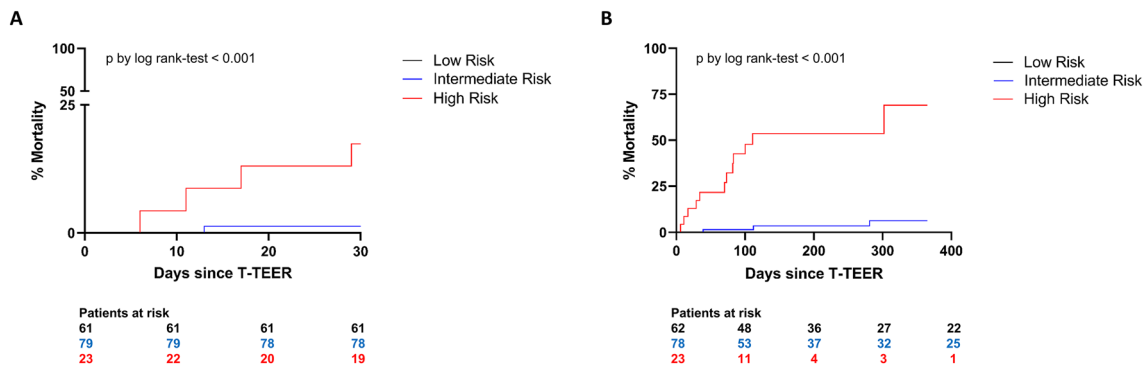 A
p by log rank-test < 0.001
Low Risk
Intermediate Risk
High Risk
% Mortality
100
50
25
0
0 10 20 30
Days since T-TEER
Patients at risk
61 61 61 61
79 79 78 78
23 22 20 19
B
p by log rank-test < 0.001
Low Risk
Intermediate Risk
High Risk
% Mortality
100
75
50
25
0
0 100 200 300 400
Days since T-TEER
Patients at risk
62 48 36 27 22
78 53 37 32 25
23 11 4 3 1